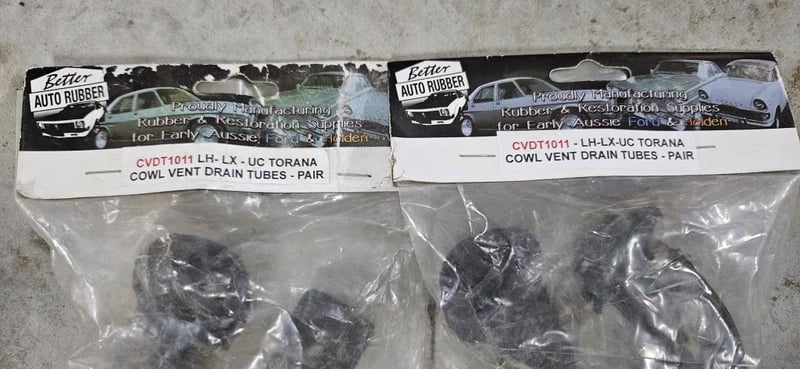 Better
AUTO RUBBER
Proudly Manufacturing
Rubber & Restoration Supplies
for Early Aussie, Ford & Holden
CVDT1011 LH- LX - UC TORANA
COWL VENT DRAIN TUBES - PAIR
Better
AUTO RUBBER
Proudly Manufacturing
Rubber & Restoration Supplies
for Early Aussie Ford & Holden
CVDT1011 - LH-LX-UC TORANA
COWL VENT DRAIN TUBES - PAIR